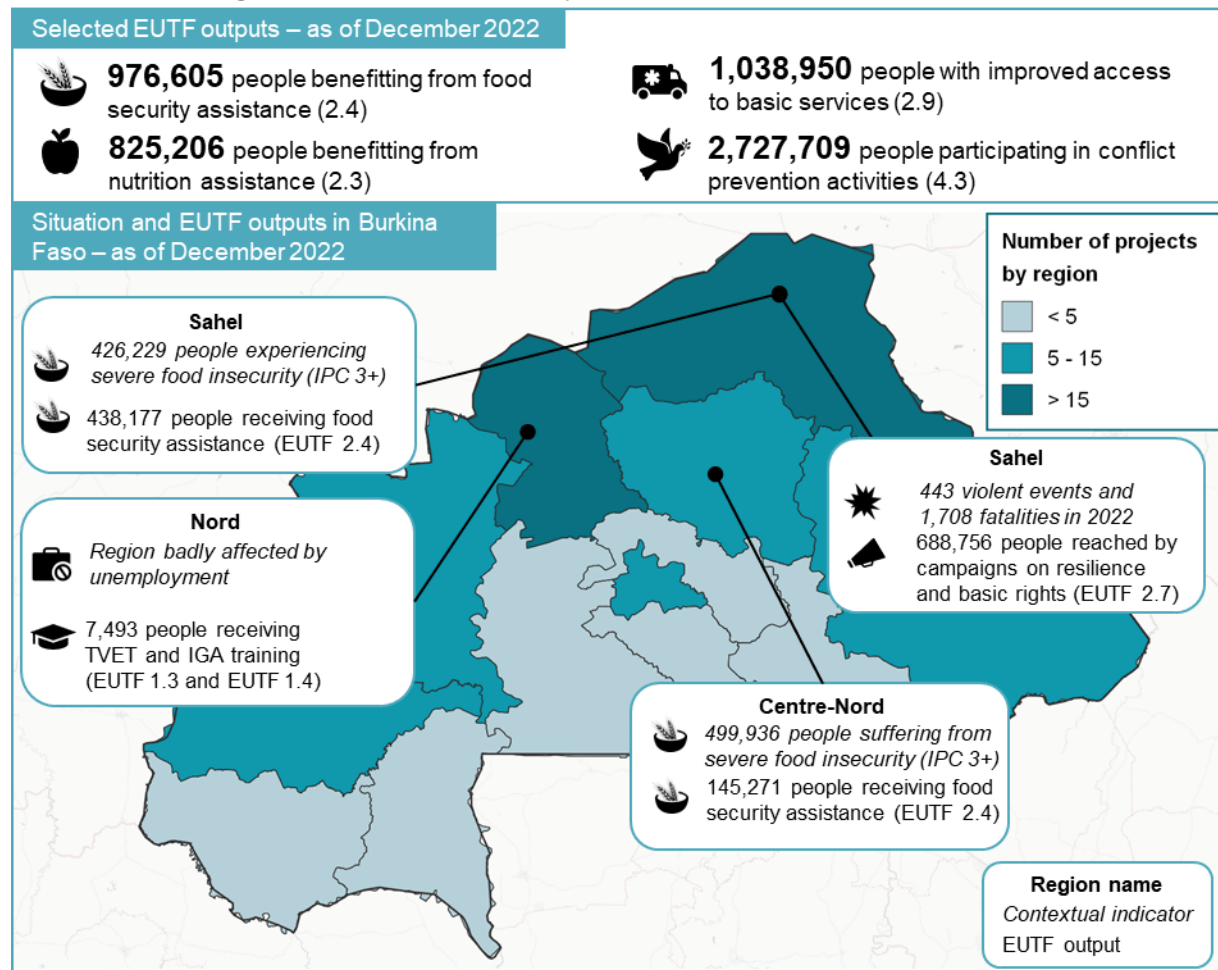 Selected EUTF outputs – as of December 2022
976,605 people benefitting from food
security assistance (2.4)
825,206 people benefitting from
nutrition assistance (2.3)
1,038,950 people with improved access
to basic services (2.9)
2,727,709 people participating in conflict
prevention activities (4.3)
Situation and EUTF outputs in Burkina
Faso – as of December 2022
Number of projects
by region
< 5
5 - 15
> 15
Sahel
426,229 people experiencing
severe food insecurity (IPC 3+)
438,177 people receiving food
security assistance (EUTF 2.4)
Nord
Region badly affected by
unemployment
7,493 people receiving
TVET and IGA training
(EUTF 1.3 and EUTF 1.4)
Sahel
443 violent events and
1,708 fatalities in 2022
688,756 people reached by
campaigns on resilience
and basic rights (EUTF 2.7)
Centre-Nord
499,936 people suffering from
severe food insecurity (IPC 3+)
145,271 people receiving food
security assistance (EUTF 2.4)
Region name
Contextual indicator
EUTF output